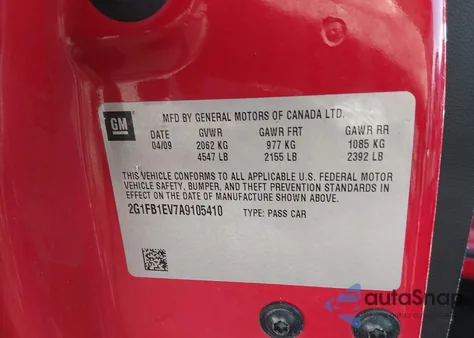 GM
MFD BY GENERAL MOTORS OF CANADA LTD.
DATE GVWR GAWR FRT GAWR RR
04/09 2062 KG 977 KG 1085 KG
4547 LB 2155 LB 2392 LB
THIS VEHICLE CONFORMS TO ALL APPLICABLE U.S. FEDERAL MOTOR
VEHICLE SAFETY, BUMPER, AND THEFT PREVENTION STANDARDS IN
EFFECT ON THE DATE OF MANUFACTURE SHOWN ABOVE.
2G1FB1EV7A9105410 TYPE: PASS CAR
autaSnap